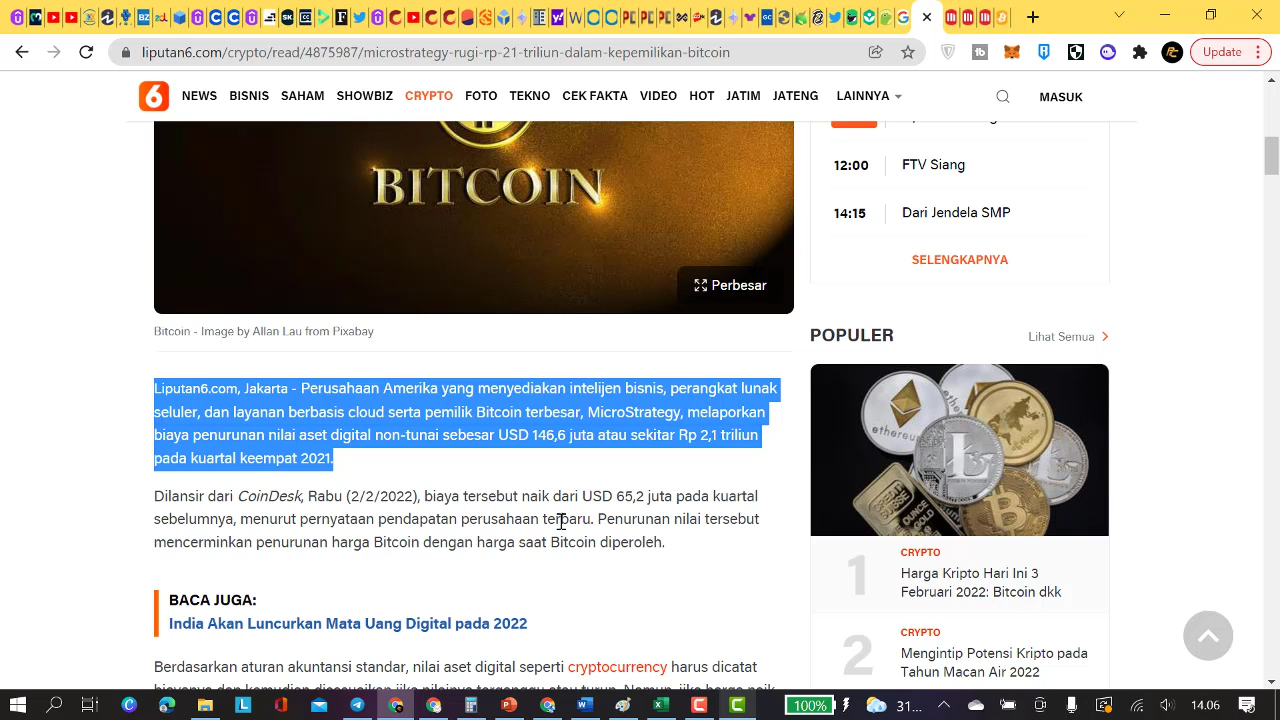 liputan6.com/crypto/read/4875987/microstrategy-rugi-rp-21-triliun-dalam-kepemilikan-bitcoin
Update
6
NEWS BISNIS SAHAM SHOWBIZ CRYPTO FOTO TEKNO CEK FAKTA VIDEO HOT JATIM JATENG LAINNYA
MASUK
BITCOIN
Perbesar
Bitcoin - Image by Allan Lau from Pixabay
Liputan6.com, Jakarta - Perusahaan Amerika yang menyediakan intelijen bisnis, perangkat lunak
seluler, dan layanan berbasis cloud serta pemilik Bitcoin terbesar, MicroStrategy, melaporkan
biaya penurunan nilai aset digital non-tunai sebesar USD 146,6 juta atau sekitar Rp 2,1 triliun
pada kuartal keempat 2021.
Dilansir dari CoinDesk, Rabu (2/2/2022), biaya tersebut naik dari USD 65,2 juta pada kuartal
sebelumnya, menurut pernyataan pendapatan perusahaan terbaru. Penurunan nilai tersebut
mencerminkan penurunan harga Bitcoin dengan harga saat Bitcoin diperoleh.
BACA JUGA:
India Akan Luncurkan Mata Uang Digital pada 2022
Berdasarkan aturan akuntansi standar, nilai aset digital seperti cryptocurrency harus dicatat
12:00 FTV Siang
14:15 Dari Jendela SMP
SELENGKAPNYA
POPULER
Lihat Semua
ethereum
1
CRYPTO
Harga Kripto Hari Ini 3
Februari 2022: Bitcoin dkk
2
CRYPTO
Mengintip Potensi Kripto pada
Tahun Macan Air 2022
100%
31...
14.06